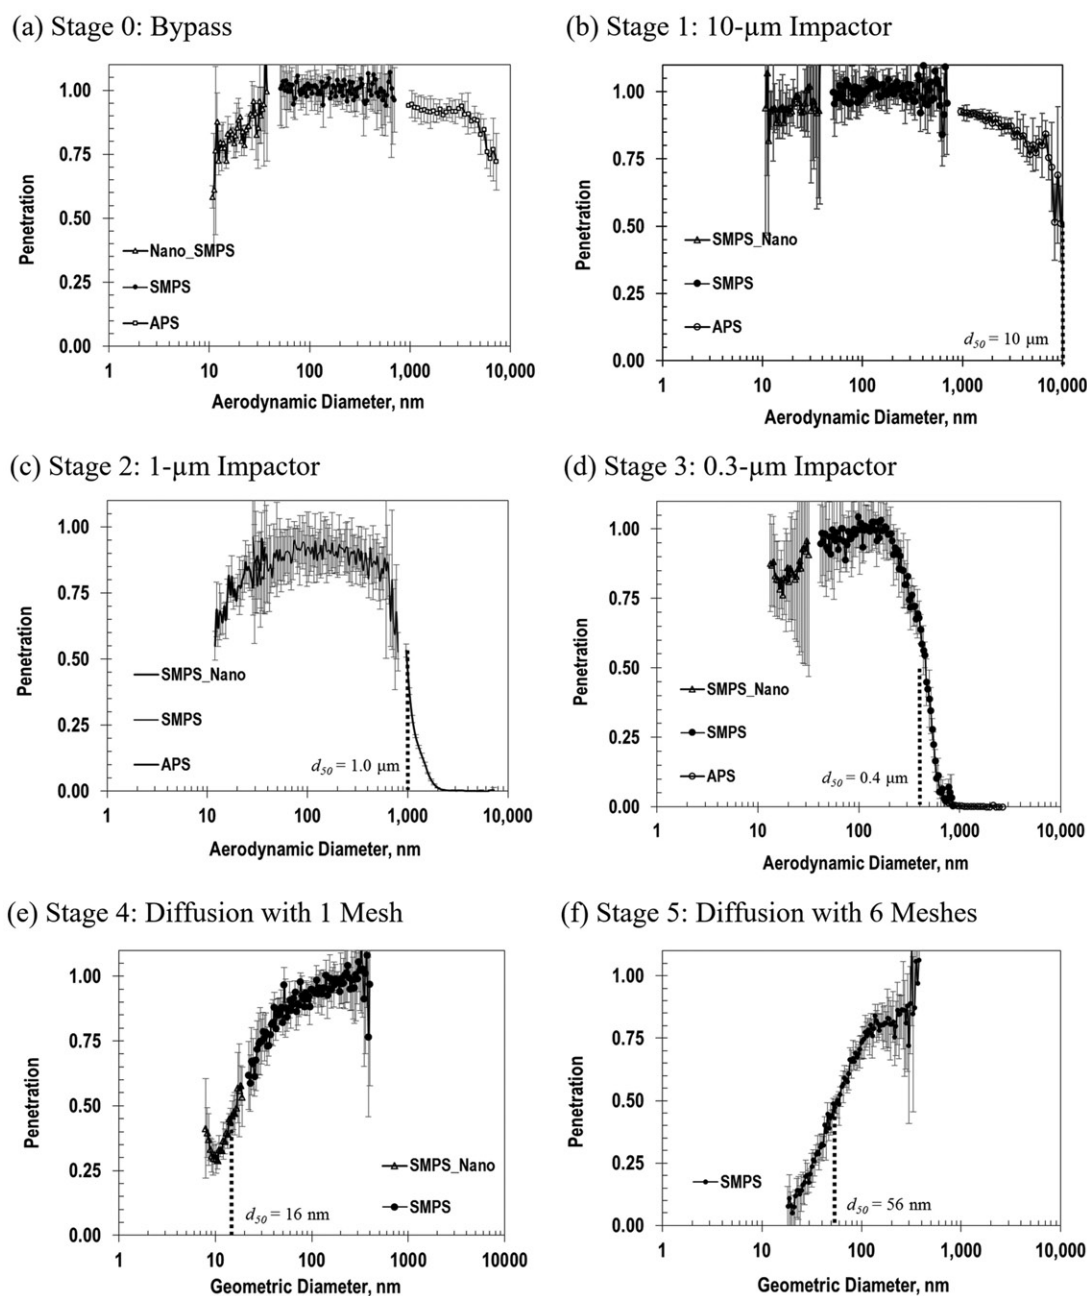 (a) Stage 0: Bypass
1.00
0.75
0.50
0.25
0.00
Penetration
Nano_SMPS
SMPS
APS
1 10 100 1,000 10,000
Aerodynamic Diameter, nm
(b) Stage 1: 10-µm Impactor
1.00
0.75
0.50
0.25
0.00
Penetration
SMPS_Nano
SMPS
APS
d50 = 10 µm
1 10 100 1,000 10,000
Aerodynamic Diameter, nm
(c) Stage 2: 1-µm Impactor
1.00
0.75
0.50
0.25
0.00
Penetration
SMPS_Nano
SMPS
APS
d50 = 1.0 µm
1 10 100 1,000 10,000
Aerodynamic Diameter, nm
(d) Stage 3: 0.3-µm Impactor
1.00
0.75
0.50
0.25
0.00
Penetration
SMPS_Nano
SMPS
APS
d50 = 0.4 µm
1 10 100 1,000 10,000
Aerodynamic Diameter, nm
(e) Stage 4: Diffusion with 1 Mesh
1.00
0.75
0.50
0.25
0.00
Penetration
SMPS_Nano
SMPS
d50 = 16 nm
1 10 100 1,000 10000
Geometric Diameter, nm
(f) Stage 5: Diffusion with 6 Meshes
1.00
0.75
0.50
0.25
0.00
Penetration
SMPS
d50 = 56 nm
1 10 100 1,000 10,000
Geometric Diameter, nm